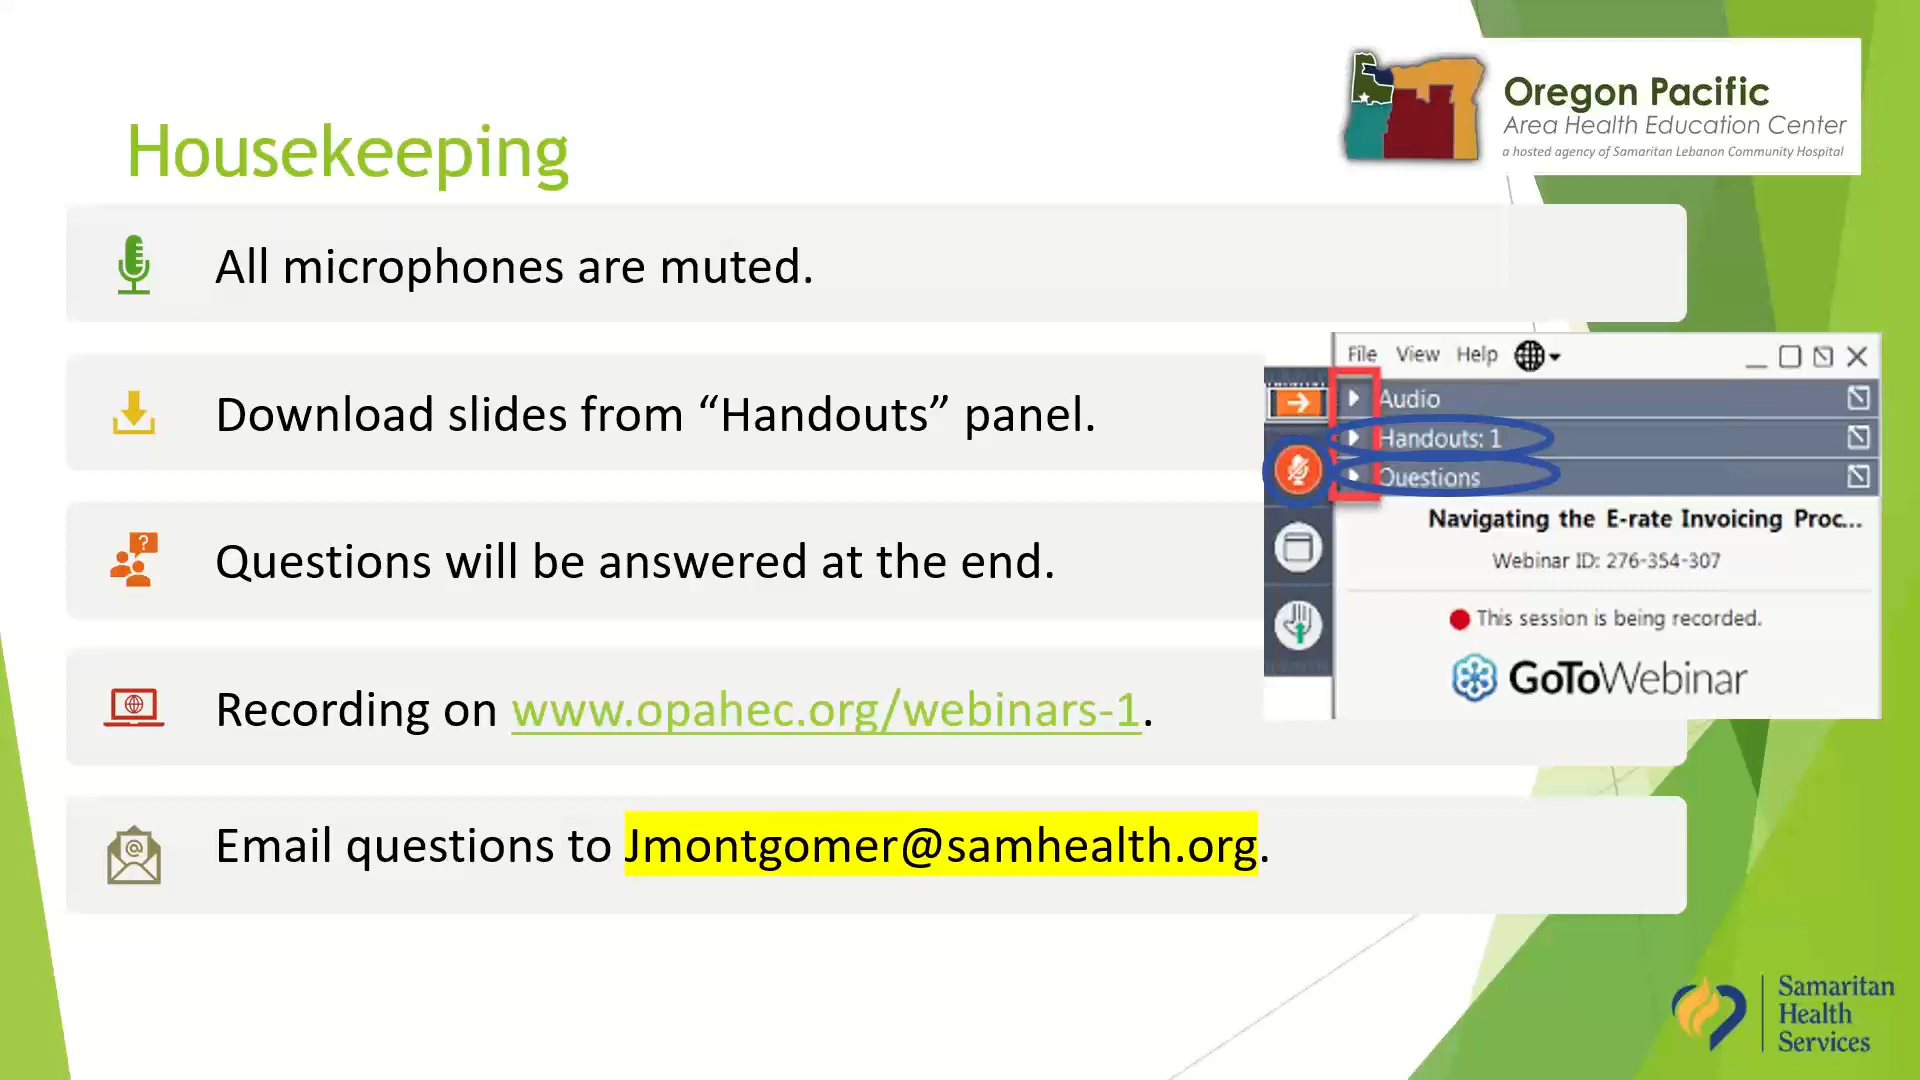 Oregon Pacific
Area Health Education Center
a hosted agency of Samaritan Lebanon Community Hospital
Housekeeping
All microphones are muted.
Download slides from “Handouts” panel.
Questions will be answered at the end.
Recording on www.opahec.org/webinars-1.
Email questions to Jmontgomer@samhealth.org.
File View Help
Audio
Handouts: 1
Questions
Navigating the E-rate Invoicing Proc...
Webinar ID: 276-354-307
This session is being recorded.
GoToWebinar
Samaritan
Health
Services